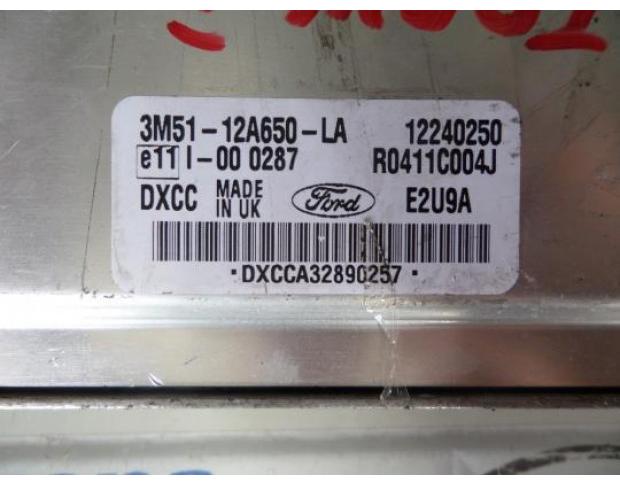 3M51-12A650-LA 12240250
e11 I-00 0287 R0411C004J
DXCC MADE IN UK Ford E2U9A
·DXCCA32890257·